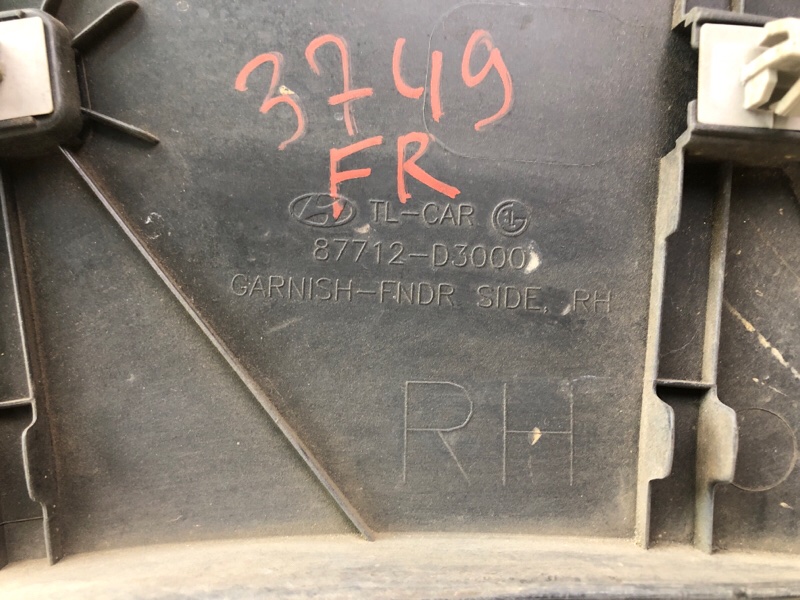 3749
FR
TL-CAR
87712-D3000
GARNISH-FNDR SIDE, RH
RH